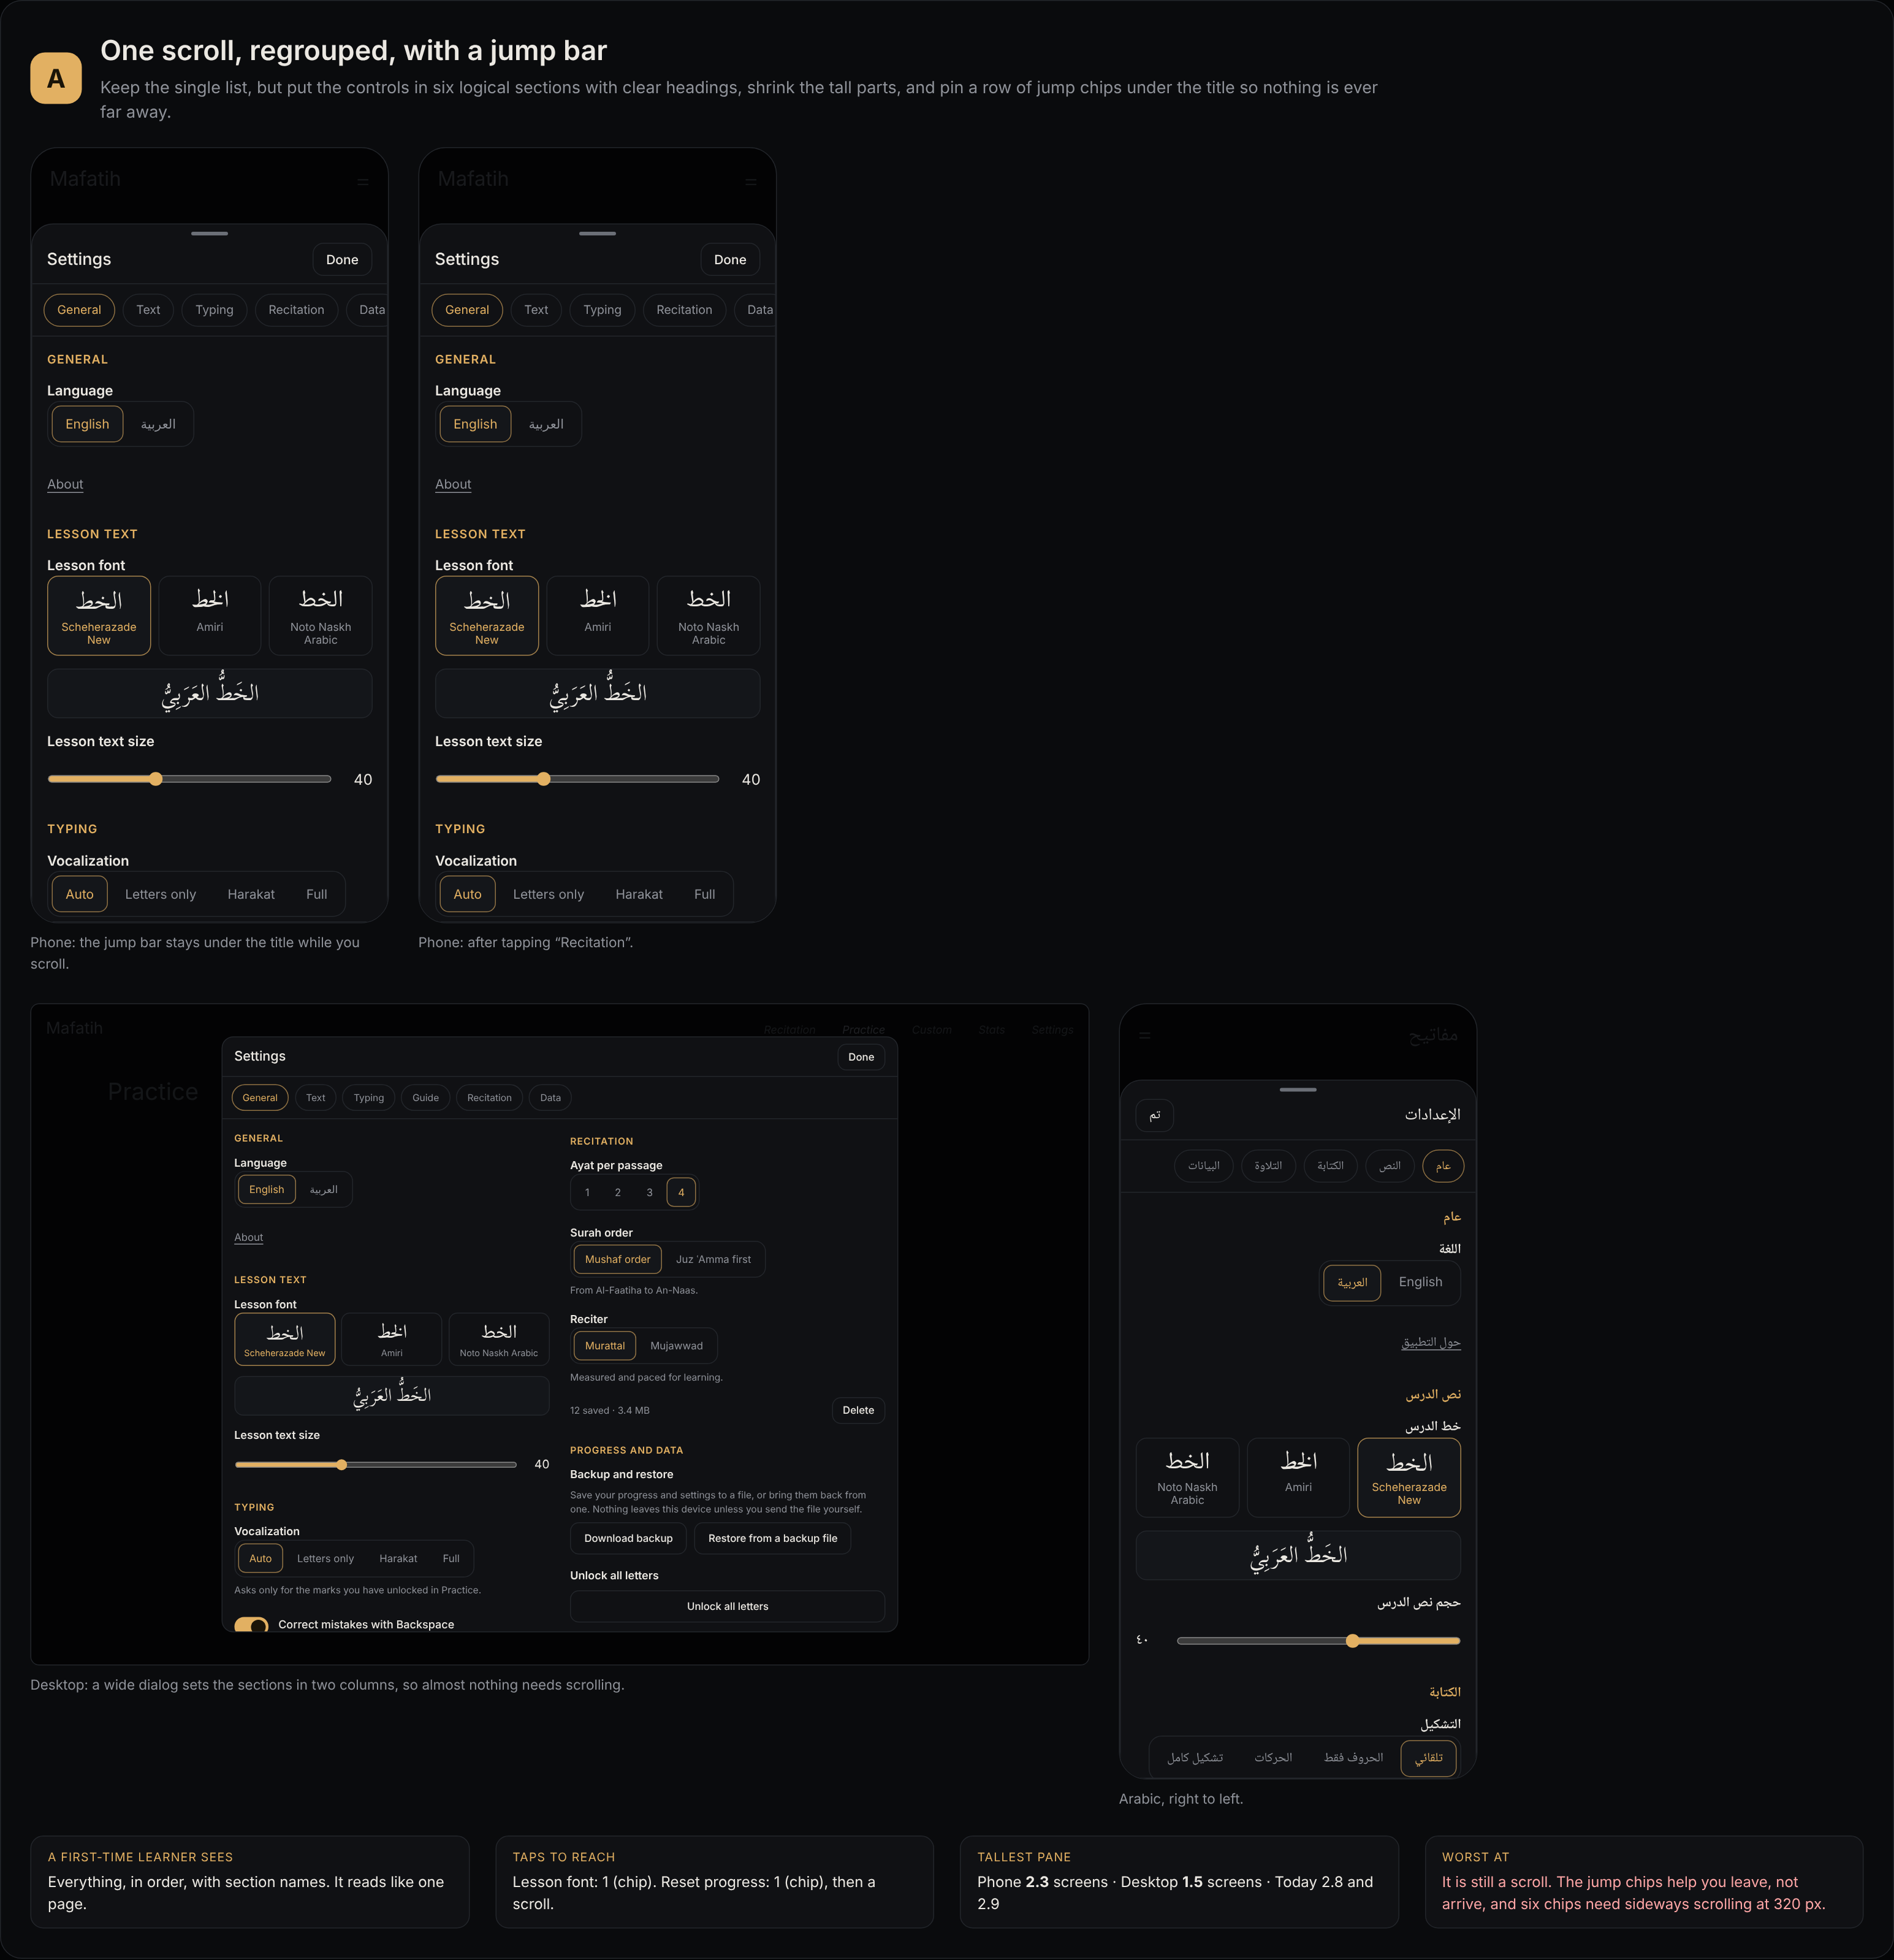 A
One scroll, regrouped, with a jump bar
Keep the single list, but put the controls in six logical sections with clear headings, shrink the tall parts, and pin a row of jump chips under the title so nothing is ever
far away.
Mafatih
Settings
Done
General Text Typing Recitation Data
GENERAL
Language
English العربية
About
LESSON TEXT
Lesson font
الخط الخط الخط
Scheherazade Amiri Noto Naskh
New Arabic
الخَطُّ العَرَبِيُّ
Lesson text size
40
TYPING
Vocalization
Auto Letters only Harakat Full
Phone: the jump bar stays under the title while you
scroll.
Mafatih
Settings
Done
General Text Typing Recitation Data
GENERAL
Language
English العربية
About
LESSON TEXT
Lesson font
الخط الخط الخط
Scheherazade Amiri Noto Naskh
New Arabic
الخَطُّ العَرَبِيُّ
Lesson text size
40
TYPING
Vocalization
Auto Letters only Harakat Full
Phone: after tapping “Recitation”.
Mafatih
Recitation Practice Custom Stats Settings
Practice
Settings
Done
General Text Typing Guide Recitation Data
GENERAL
Language
English العربية
About
LESSON TEXT
Lesson font
الخط الخط الخط
Scheherazade New Amiri Noto Naskh Arabic
الخَطُّ العَرَبِيُّ
Lesson text size
40
TYPING
Vocalization
Auto Letters only Harakat Full
Asks only for the marks you have unlocked in Practice.
Correct mistakes with Backspace
RECITATION
Ayat per passage
1 2 3 4
Surah order
Mushaf order Juz ʿAmma first
From Al-Faatiha to An-Naas.
Reciter
Murattal Mujawwad
Measured and paced for learning.
12 saved · 3.4 MB
Delete
PROGRESS AND DATA
Backup and restore
Save your progress and settings to a file, or bring them back from
one. Nothing leaves this device unless you send the file yourself.
Download backup Restore from a backup file
Unlock all letters
Unlock all letters
Desktop: a wide dialog sets the sections in two columns, so almost nothing needs scrolling.
مفاتيح
الإعدادات
تم
عام النص الكتابة التلاوة البيانات
عام
اللغة
العربية English
حول التطبيق
نص الدرس
خط الدرس
الخط الخط الخط
Scheherazade Amiri Noto Naskh
New Arabic
الخَطُّ العَرَبِيُّ
حجم نص الدرس
٤٠
الكتابة
التشكيل
تلقائي الحروف فقط الحركات تشكيل كامل
Arabic, right to left.
A FIRST-TIME LEARNER SEES
Everything, in order, with section names. It reads like one
page.
TAPS TO REACH
Lesson font: 1 (chip). Reset progress: 1 (chip), then a
scroll.
TALLEST PANE
Phone 2.3 screens · Desktop 1.5 screens · Today 2.8 and
2.9
WORST AT
It is still a scroll. The jump chips help you leave, not
arrive, and six chips need sideways scrolling at 320 px.